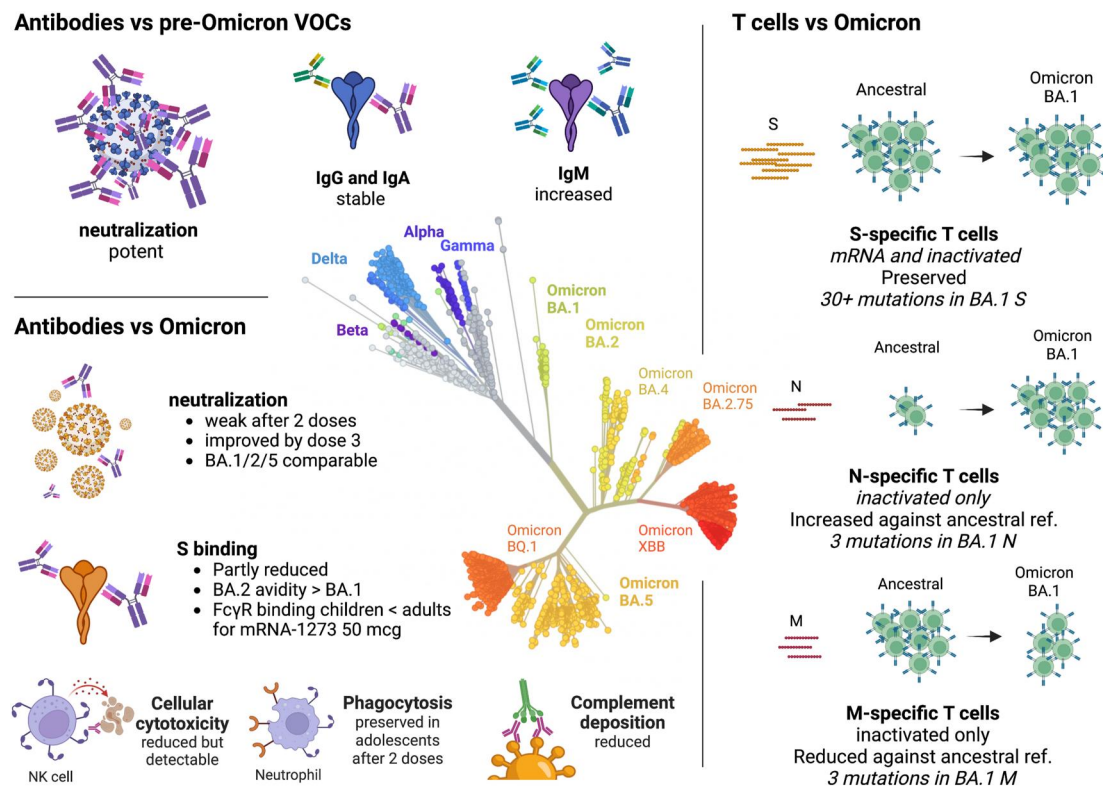 Antibodies vs pre-Omicron VOCs
neutralization
potent
IgG and IgA
stable
IgM
increased
Antibodies vs Omicron
neutralization
• weak after 2 doses
• improved by dose 3
• BA.1/2/5 comparable
S binding
• Partly reduced
• BA.2 avidity > BA.1
• FcγR binding children < adults
for mRNA-1273 50 mcg
NK cell
Cellular
cytotoxicity
reduced but
detectable
Neutrophil
Phagocytosis
preserved in
adolescents
after 2 doses
Complement
deposition
reduced
Delta
Alpha
Gamma
Beta
Omicron
BA.1
Omicron
BA.2
Omicron
BA.4
Omicron
BA.2.75
Omicron
XBB
Omicron
BQ.1
Omicron
BA.5
T cells vs Omicron
S
Ancestral
Omicron
BA.1
S-specific T cells
mRNA and inactivated
Preserved
30+ mutations in BA.1 S
N
Ancestral
Omicron
BA.1
N-specific T cells
inactivated only
Increased against ancestral ref.
3 mutations in BA.1 N
M
Ancestral
Omicron
BA.1
M-specific T cells
inactivated only
Reduced against ancestral ref.
3 mutations in BA.1 M